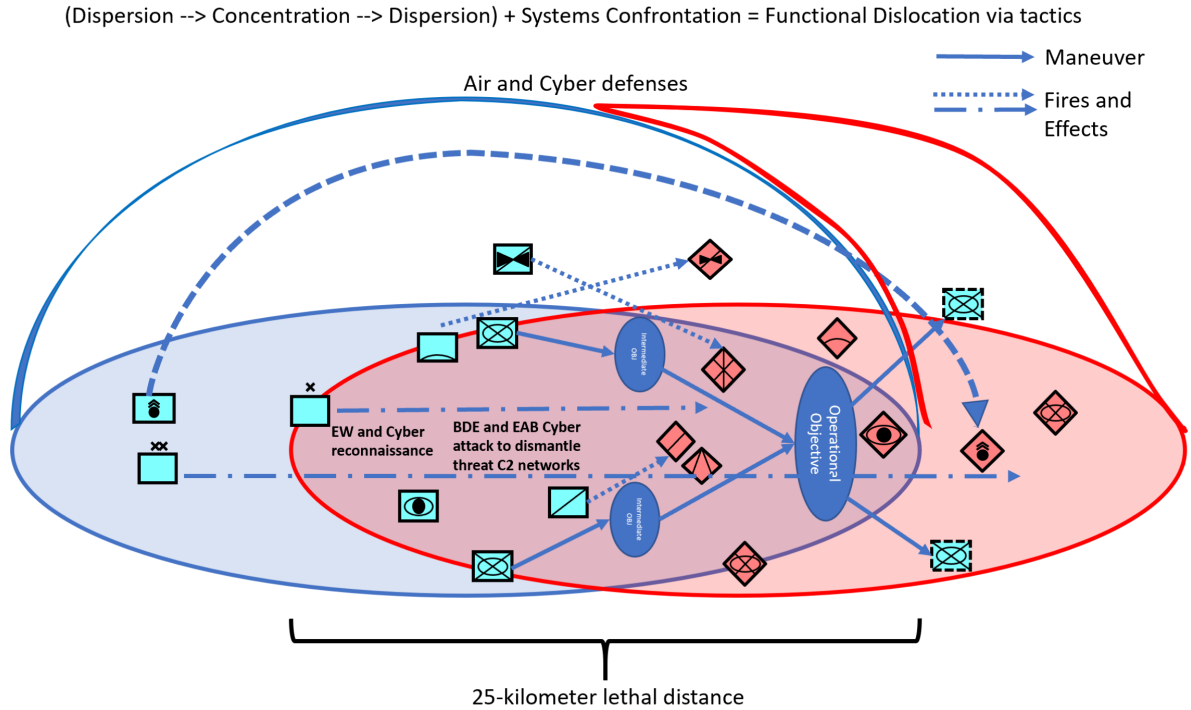 (Dispersion --> Concentration --> Dispersion) + Systems Confrontation = Functional Dislocation via tactics
Maneuver
Air and Cyber defenses
Fires and
Effects
Intermediate
OBJ
x
EW and Cyber
reconnaissance
BDE and EAB Cyber
attack to dismantle
threat C2 networks
Operational
Objective
xx
Intermediate
OBJ
25-kilometer lethal distance